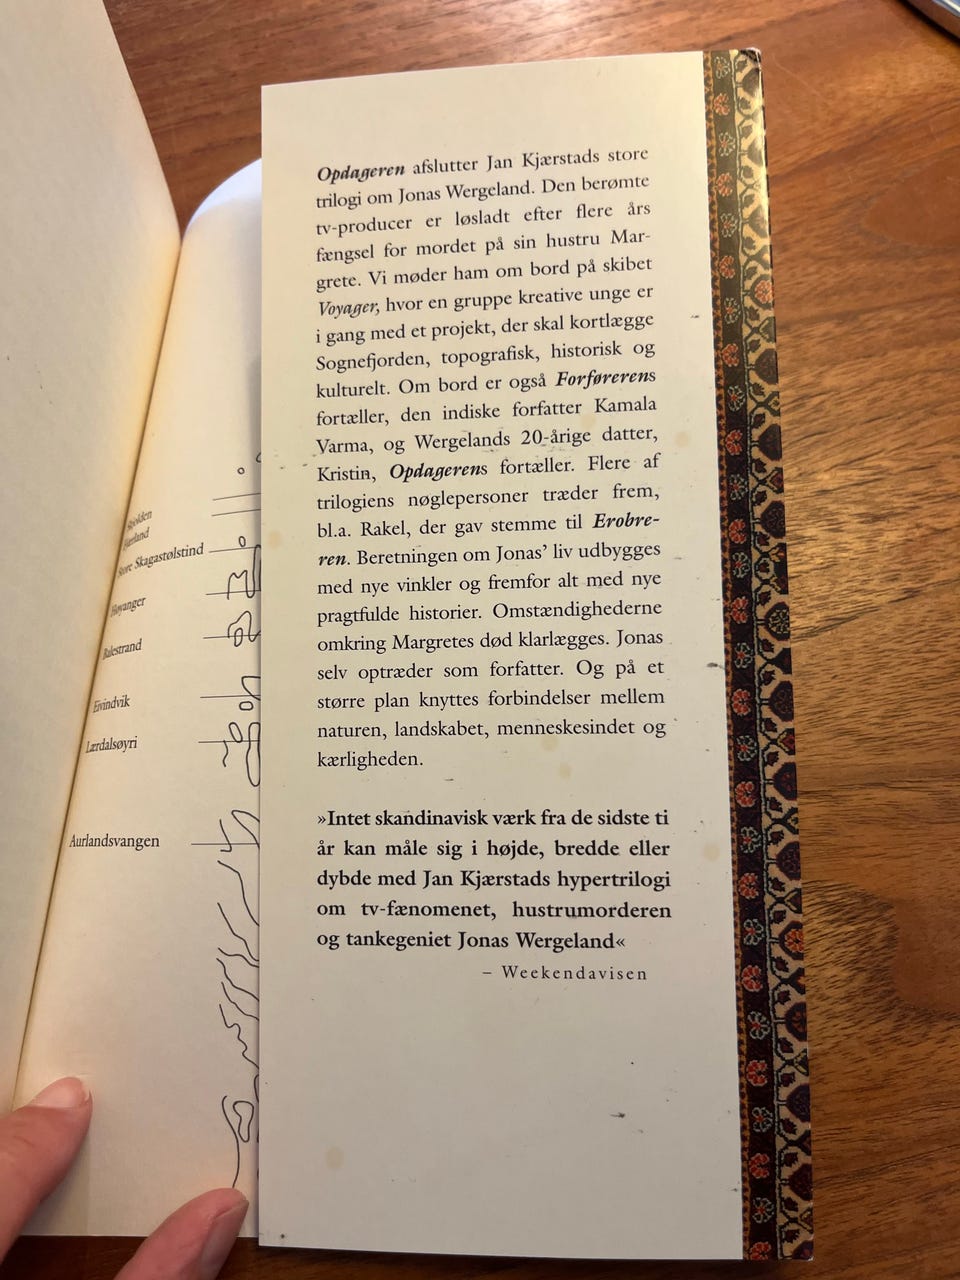 Skjolden
Fjærland
Store Skagastølstind
Høyanger
Balestrand
Eivindvik
Lærdalsøyri
Aurlandsvangen
Opdageren afslutter Jan Kjærstads store
trilogi om Jonas Wergeland. Den berømte
tv-producer er løsladt efter flere års
fængsel for mordet på sin hustru Mar-
grete. Vi møder ham om bord på skibet
Voyager, hvor en gruppe kreative unge er
i gang med et projekt, der skal kortlægge
Sognefjorden, topografisk, historisk og
kulturelt. Om bord er også Forførerens
fortæller, den indiske forfatter Kamala
Varma, og Wergelands 20-årige datter,
Kristin, Opdagerens fortæller. Flere af
trilogiens nøglepersoner træder frem,
bl.a. Rakel, der gav stemme til Erobre-
ren. Beretningen om Jonas' liv udbygges
med nye vinkler og fremfor alt med nye
pragtfulde historier. Omstændighederne
omkring Margretes død klarlægges. Jonas
selv optræder som forfatter. Og på et
større plan knyttes forbindelser mellem
naturen, landskabet, menneskesindet og
kærligheden.
»Intet skandinavisk værk fra de sidste ti
år kan måle sig i højde, bredde eller
dybde med Jan Kjærstads hypertrilogi
om tv-fænomenet, hustrumorderen
og tankegeniet Jonas Wergeland«
– Weekendavisen